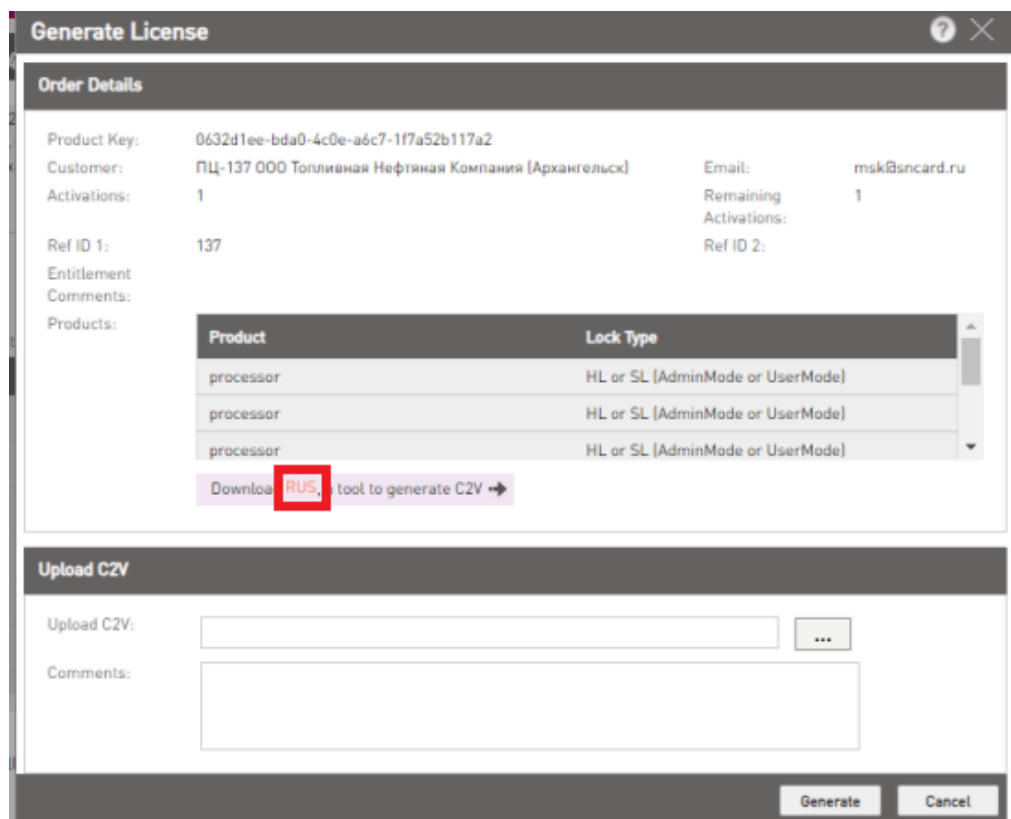 Generate License
Order Details
Product Key: 0632d1ee-bda0-4c0e-a6c7-1f7a52b117a2
Customer: ПЦ-137 ООО Топливная Нефтяная Компания (Архангельск) Email: msk@sncard.ru
Activations: 1 Remaining Activations: 1
Ref ID 1: 137 Ref ID 2:
Entitlement Comments:
Products:
Product Lock Type
processor HL or SL (AdminMode or UserMode)
processor HL or SL (AdminMode or UserMode)
processor HL or SL (AdminMode or UserMode)
Downloa RUS, tool to generate C2V
Upload C2V
Upload C2V: ...
Comments:
Generate Cancel